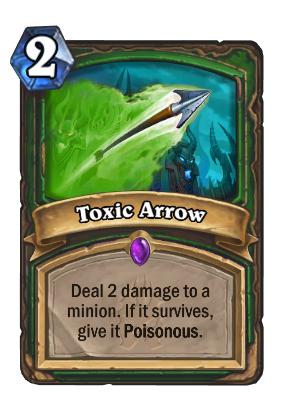 2
Toxic Arrow
Deal 2 damage to a
minion. If it survives,
give it Poisonous.